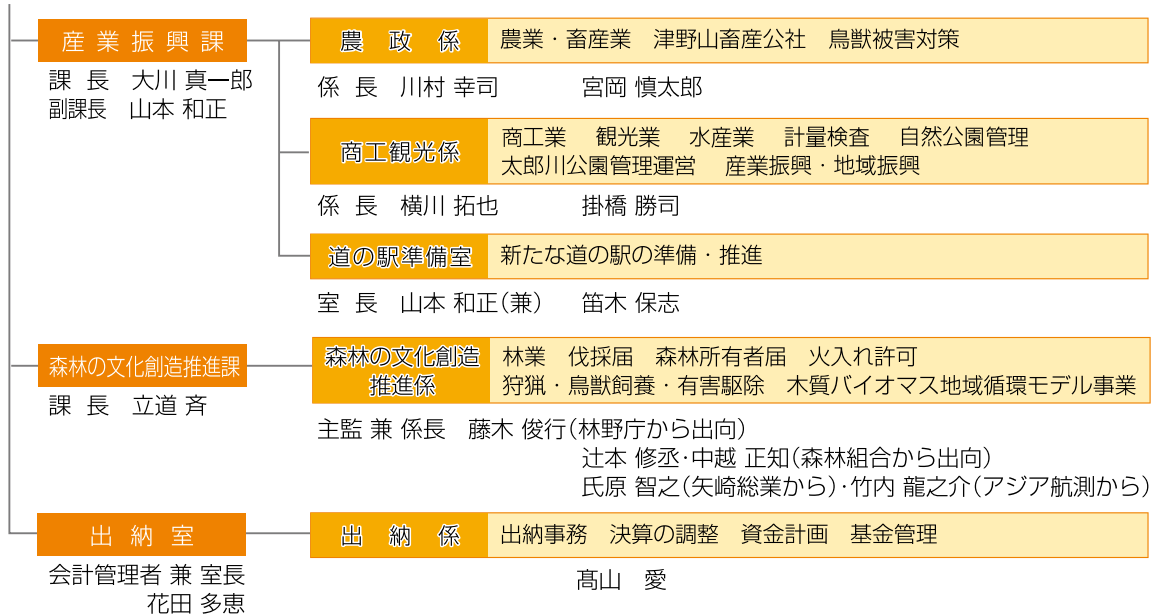 産業振興課
課長 大川 真一郎
副課長 山本 和正
農政係
農業・畜産業 津野山畜産公社 鳥獣被害対策
係長 川村 幸司 宮岡 慎太郎
商工観光係
商工業 観光業 水産業 計量検査 自然公園管理
太郎川公園管理運営 産業振興・地域振興
係長 横川 拓也 掛橋 勝司
道の駅準備室
新たな道の駅の準備・推進
室長 山本 和正(兼) 笛木 保志
森林の文化創造推進課
課長 立道 斉
森林の文化創造
推進係
林業 伐採届 森林所有者届 火入れ許可
狩猟・鳥獣飼養・有害駆除 木質バイオマス地域循環モデル事業
主監 兼 係長 藤木 俊行(林野庁から出向)
辻本 修丞・中越 正知(森林組合から出向)
氏原 智之(矢崎総業から)・竹内 龍之介(アジア航測から)
出納室
会計管理者 兼 室長
花田 多恵
出納係
出納事務 決算の調整 資金計画 基金管理
髙山 愛